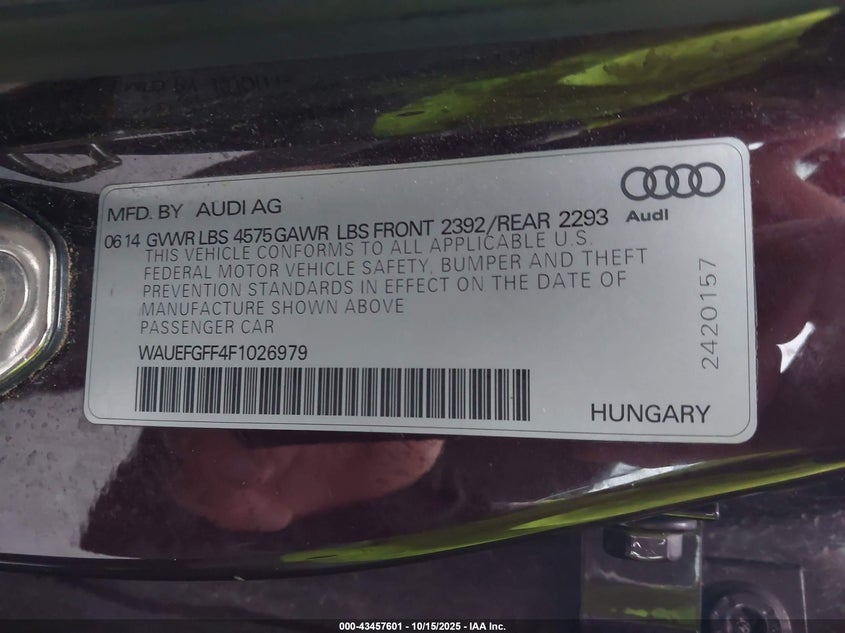 MFD. BY AUDI AG
0614 GVWR LBS 4575 GAWR LBS FRONT 2392/REAR 2293
THIS VEHICLE CONFORMS TO ALL APPLICABLE U.S.
FEDERAL MOTOR VEHICLE SAFETY, BUMPER AND THEFT
PREVENTION STANDARDS IN EFFECT ON THE DATE OF
MANUFACTURE SHOWN ABOVE
PASSENGER CAR
WAUEFGFF4F1026979
Audi
2420157
HUNGARY
000-43457601 - 10/15/2025 - IAA Inc.